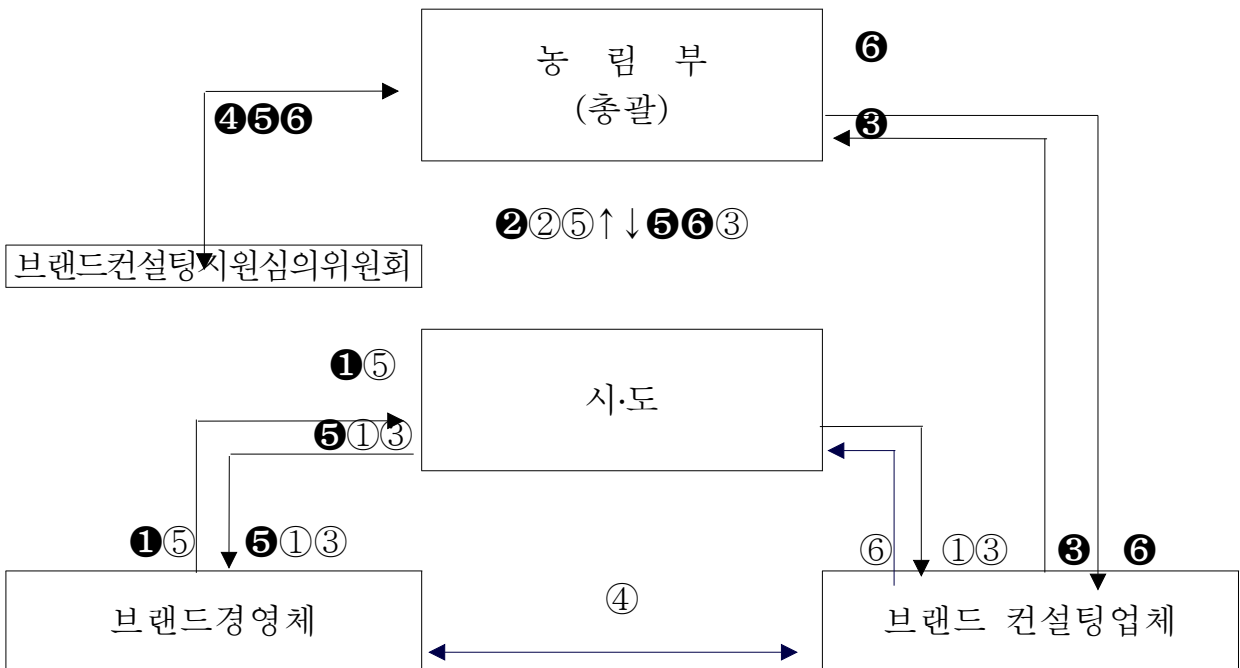 농 림 부
(총괄)
❻
❹❺❻
❸
❷②⑤↑↓❺❻③
브랜드컨설팅지원심의위원회
❶⑤
시·도
❺①③
❶⑤ ❺①③
⑥ ①③ ❸ ❻
브랜드경영체
④
브랜드 컨설팅업체